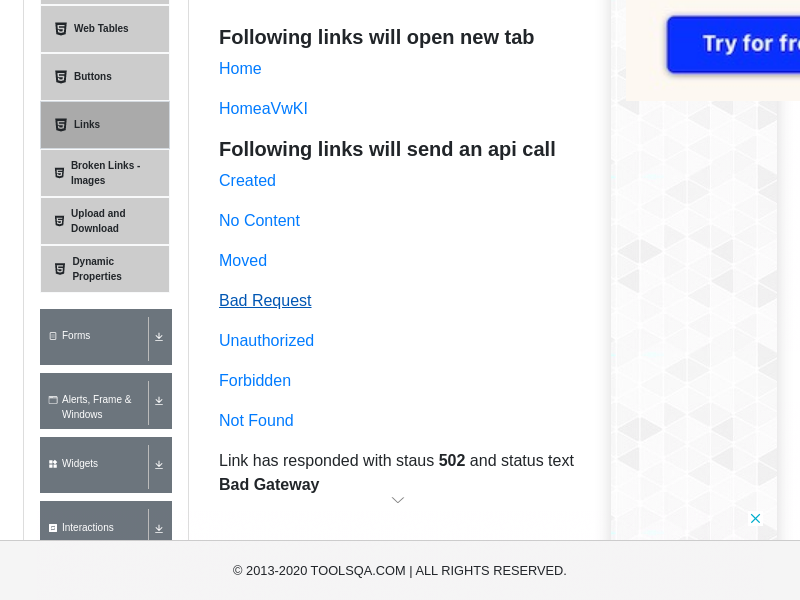 Web Tables
Buttons
Links
Broken Links -
Images
Upload and
Download
Dynamic
Properties
Forms
Alerts, Frame &
Windows
Widgets
Interactions
Following links will open new tab
Home
HomeaVwKI
Following links will send an api call
Created
No Content
Moved
Bad Request
Unauthorized
Forbidden
Not Found
Link has responded with staus 502 and status text
Bad Gateway
Try for
© 2013-2020 TOOLSQA.COM | ALL RIGHTS RESERVED.